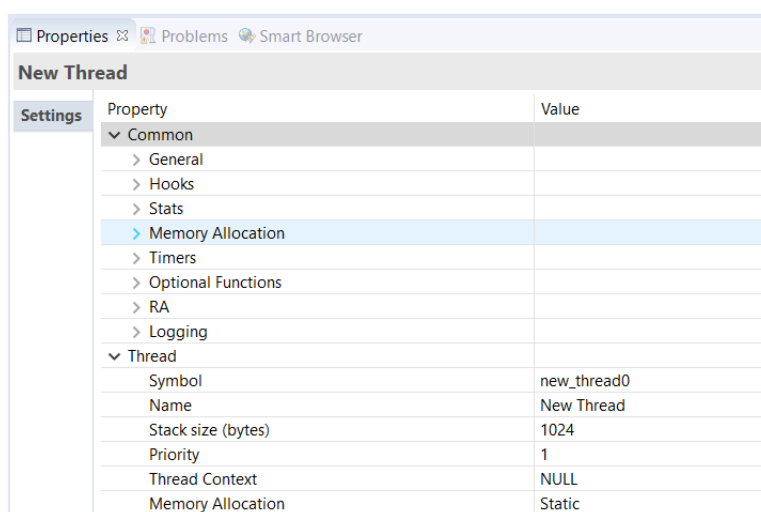 Properties Problems Smart Browser
New Thread
Settings
Property Value
Common
General
Hooks
Stats
Memory Allocation
Timers
Optional Functions
RA
Logging
Thread
Symbol new_thread0
Name New Thread
Stack size (bytes) 1024
Priority 1
Thread Context NULL
Memory Allocation Static